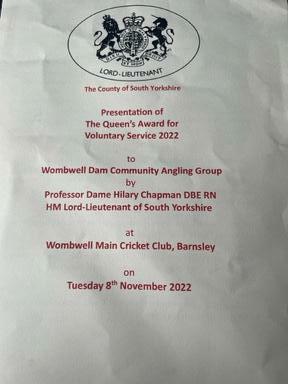 LORD-LIEUTENANT
The County of South Yorkshire
Presentation of
The Queen's Award for
Voluntary Service 2022
to
Wombwell Dam Community Angling Group
by
Professor Dame Hilary Chapman DBE RN
HM Lord-Lieutenant of South Yorkshire
at
Wombwell Main Cricket Club, Barnsley
on
Tuesday 8th November 2022